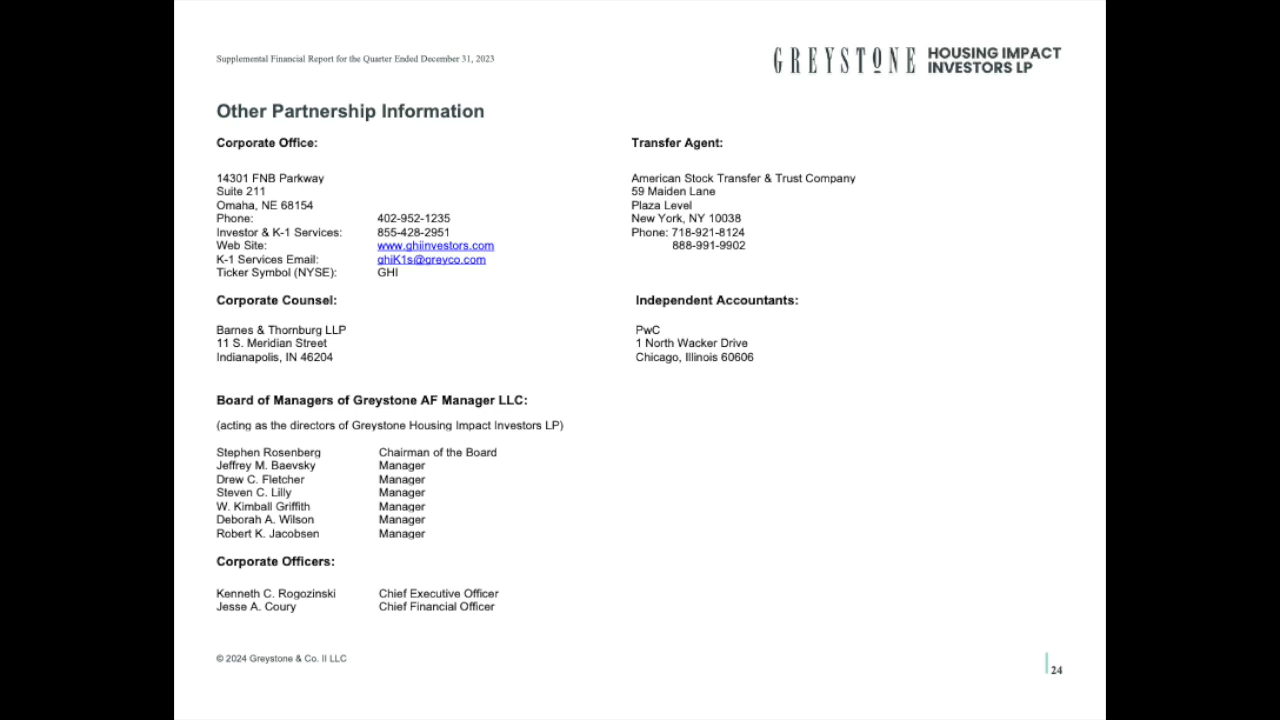 Supplemental Financial Report for the Quarter Ended December 31, 2023
GREYSTONE HOUSING IMPACT
INVESTORS LP
Other Partnership Information
Corporate Office:
14301 FNB Parkway
Suite 211
Omaha, NE 68154
Phone: 402-952-1235
Investor & K-1 Services: 855-428-2951
Web Site: www.ghiinvestors.com
K-1 Services Email: ghiK1s@greyco.com
Ticker Symbol (NYSE): GHI
Transfer Agent:
American Stock Transfer & Trust Company
59 Maiden Lane
Plaza Level
New York, NY 10038
Phone: 718-921-8124
888-991-9902
Corporate Counsel:
Barnes & Thornburg LLP
11 S. Meridian Street
Indianapolis, IN 46204
Independent Accountants:
PwC
1 North Wacker Drive
Chicago, Illinois 60606
Board of Managers of Greystone AF Manager LLC:
(acting as the directors of Greystone Housing Impact Investors LP)
Stephen Rosenberg Chairman of the Board
Jeffrey M. Baevsky Manager
Drew C. Fletcher Manager
Steven C. Lilly Manager
W. Kimball Griffith Manager
Deborah A. Wilson Manager
Robert K. Jacobsen Manager
Corporate Officers:
Kenneth C. Rogozinski Chief Executive Officer
Jesse A. Coury Chief Financial Officer
© 2024 Greystone & Co. II LLC
24